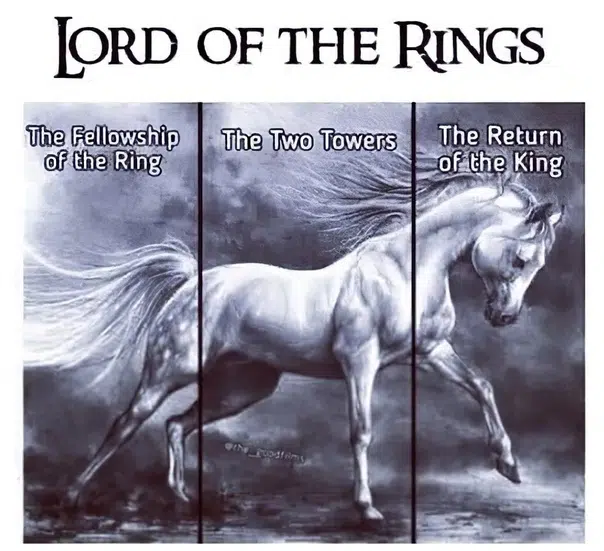 LORD OF THE RINGS
The Fellowship
of the Ring
The Two Towers
The Return
of the King